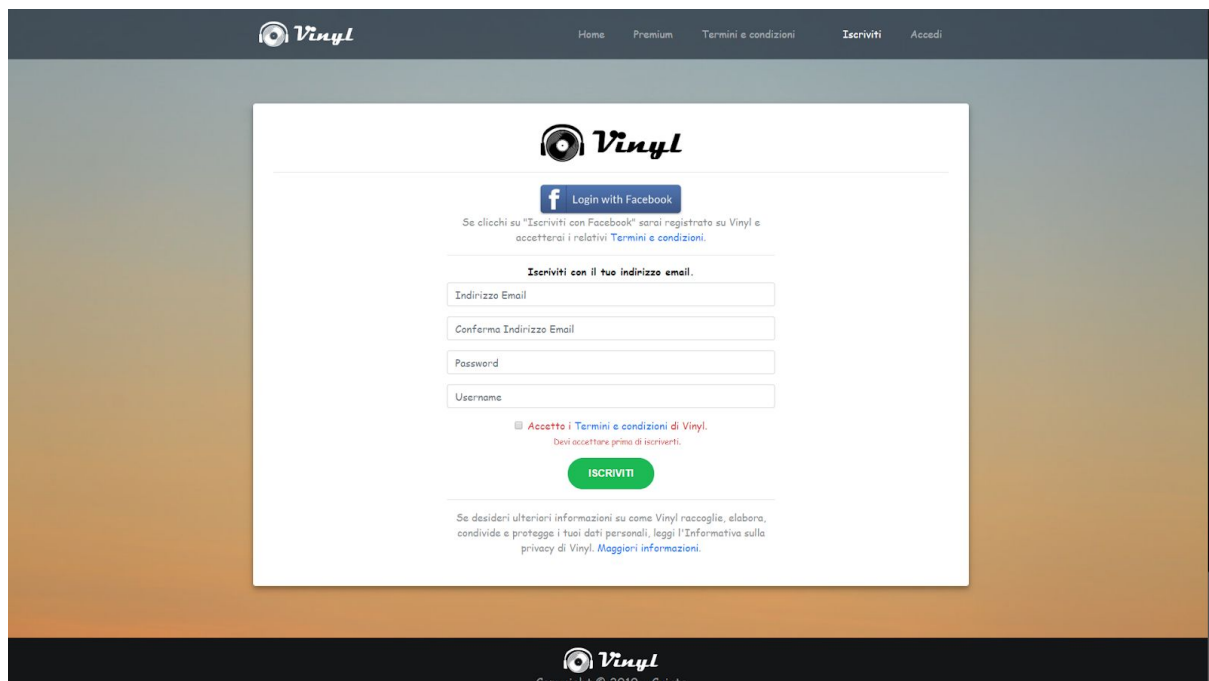 Vinyl
Home Premium Termini e condizioni Iscriviti Accedi
Vinyl
f Login with Facebook
Se clicchi su "Iscriviti con Facebook" sarai registrato su Vinyl e
accetterai i relativi Termini e condizioni.
Iscriviti con il tuo indirizzo email.
Indirizzo Email
Conferma Indirizzo Email
Password
Username
Accetto i Termini e condizioni di Vinyl.
Devi accettare prima di iscriverti.
ISCRIVITI
Se desideri ulteriori informazioni su come Vinyl raccoglie, elabora,
condivide e protegge i tuoi dati personali, leggi l'Informativa sulla
privacy di Vinyl. Maggiori informazioni.
Vinyl